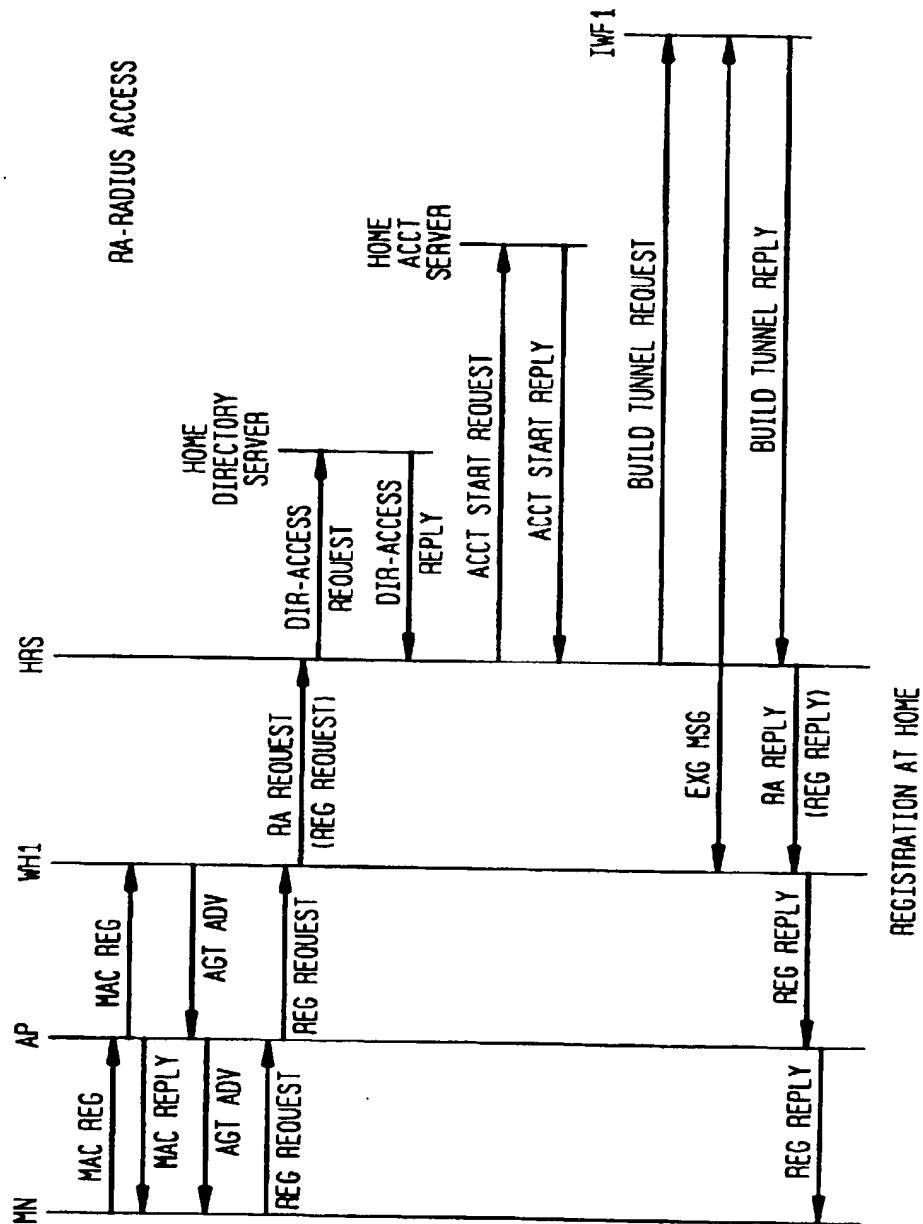 RA-RADIUS ACCESS
MN
AP
WH1
HRS
HOME
DIRECTORY
SERVER
HOME
ACCT
SERVER
IWF1
MAC REG
MAC REG
MAC REPLY
AGT ADV
AGT ADV
REG REQUEST
REG REQUEST
RA REQUEST
(REG REQUEST)
DIR-ACCESS
REQUEST
DIR-ACCESS
REPLY
ACCT START REQUEST
ACCT START REPLY
BUILD TUNNEL REQUEST
EXG MSG
BUILD TUNNEL REPLY
RA REPLY
(REG REPLY)
REG REPLY
REG REPLY
REGISTRATION AT HOME